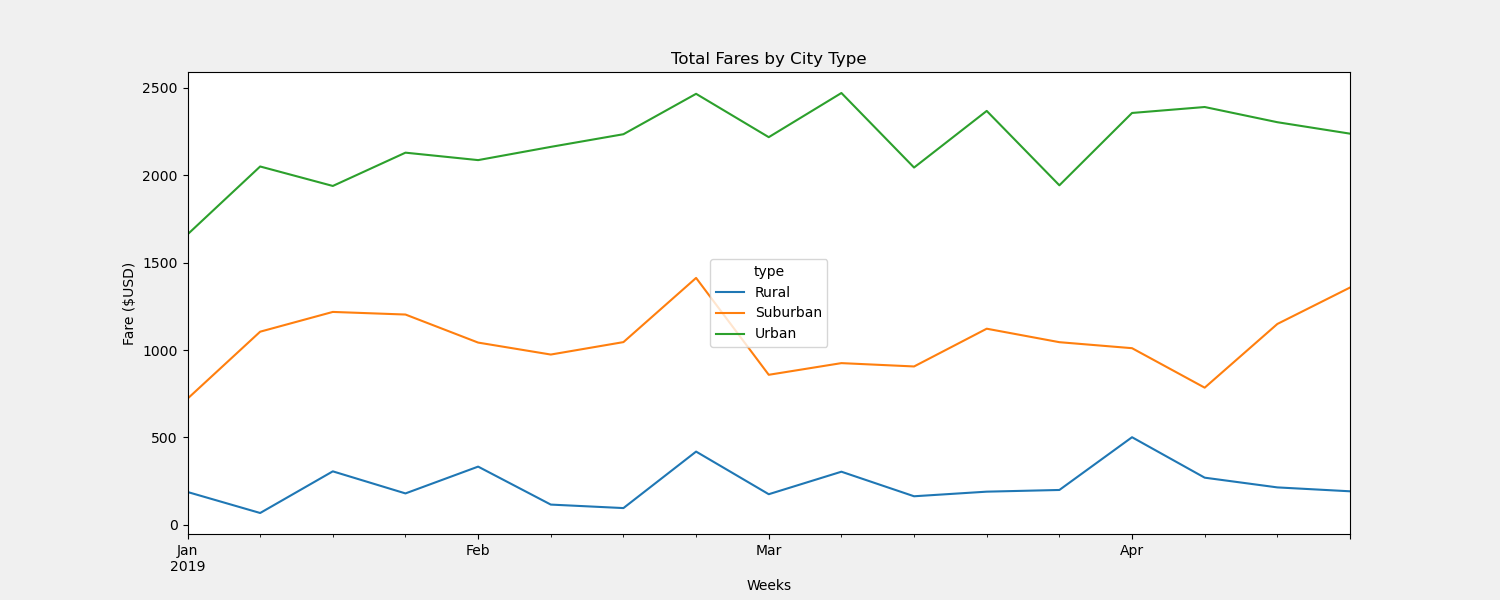 Total Fares by City Type
2500
2000
1500
1000
500
0
Fare ($USD)
type
Rural
Suburban
Urban
Jan
2019
Feb
Mar
Apr
Weeks